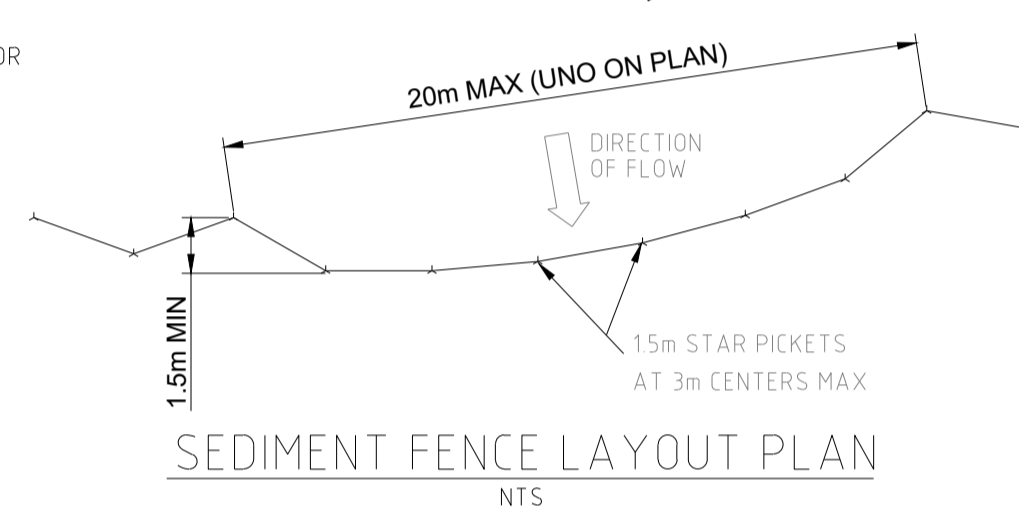 OR
20m MAX (UNO ON PLAN)
DIRECTION
OF FLOW
1.5m MIN
1.5m STAR PICKETS
AT 3m CENTERS MAX
SEDIMENT FENCE LAYOUT PLAN
NTS